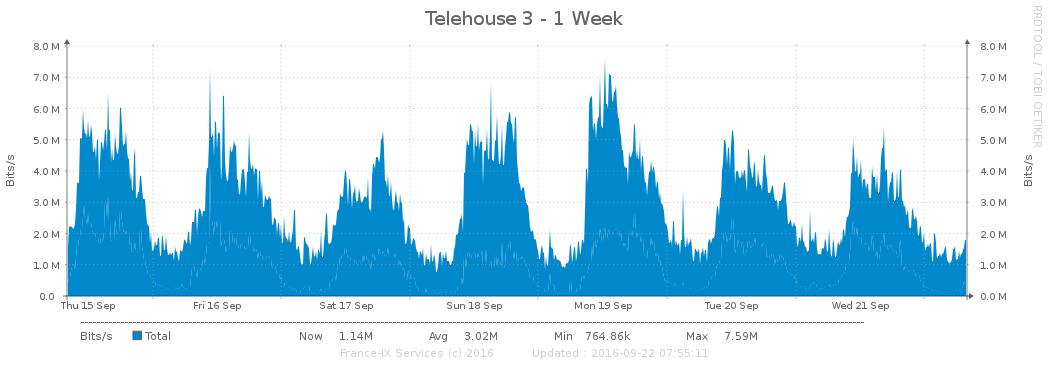 Telehouse 3 - 1 Week
RRDTOOL / TOBI OETIKER
Bits/s
Bits/s
8.0 M 8.0 M
7.0 M 7.0 M
6.0 M 6.0 M
5.0 M 5.0 M
4.0 M 4.0 M
3.0 M 3.0 M
2.0 M 2.0 M
1.0 M 1.0 M
0.0 0.0 M
Thu 15 Sep Fri 16 Sep Sat 17 Sep Sun 18 Sep Mon 19 Sep Tue 20 Sep Wed 21 Sep
Bits/s Total Now 1.14M Avg 3.02M Min 764.86k Max 7.59M
France-IX Services (c) 2016 Updated : 2016-09-22 07:55:11